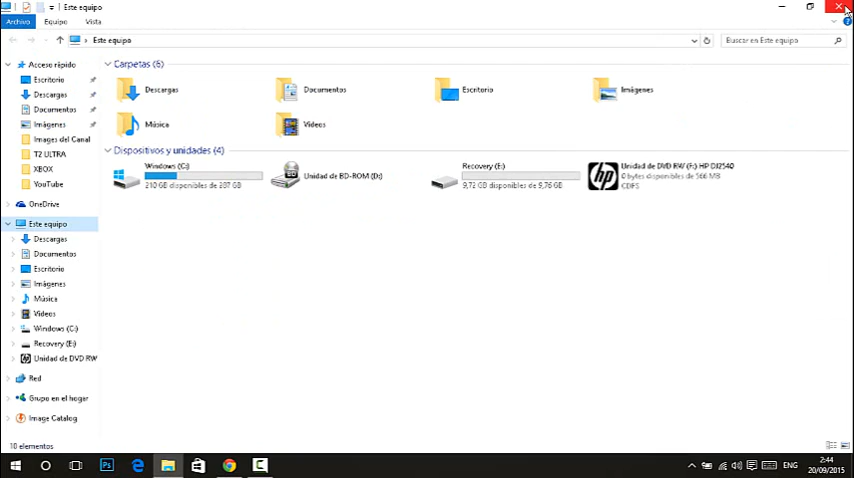 Este equipo
Archivo Equipo Vista
Este equipo
Buscar en Este equipo
Acceso rápido
Escritorio
Descargas
Documentos
Imágenes
Images del Canal
T2 ULTRA
XBOX
YouTube
OneDrive
Este equipo
Descargas
Documentos
Escritorio
Imágenes
Música
Videos
Windows (C:)
Recovery (E:)
Unidad de DVD RW
Red
Grupo en el hogar
Image Catalog
Carpetas (6)
Descargas
Documentos
Escritorio
Imágenes
Música
Videos
Dispositivos y unidades (4)
Windows (C:)
210 GB disponibles de 287 GB
BD
Unidad de BD-ROM (D:)
Recovery (E:)
9,72 GB disponibles de 9,76 GB
hp
Unidad de DVD RW (F:) HP DJ2540
0 bytes disponibles de 566 MB
CDFS
10 elementos
Ps
ENG
2:44
20/09/2015